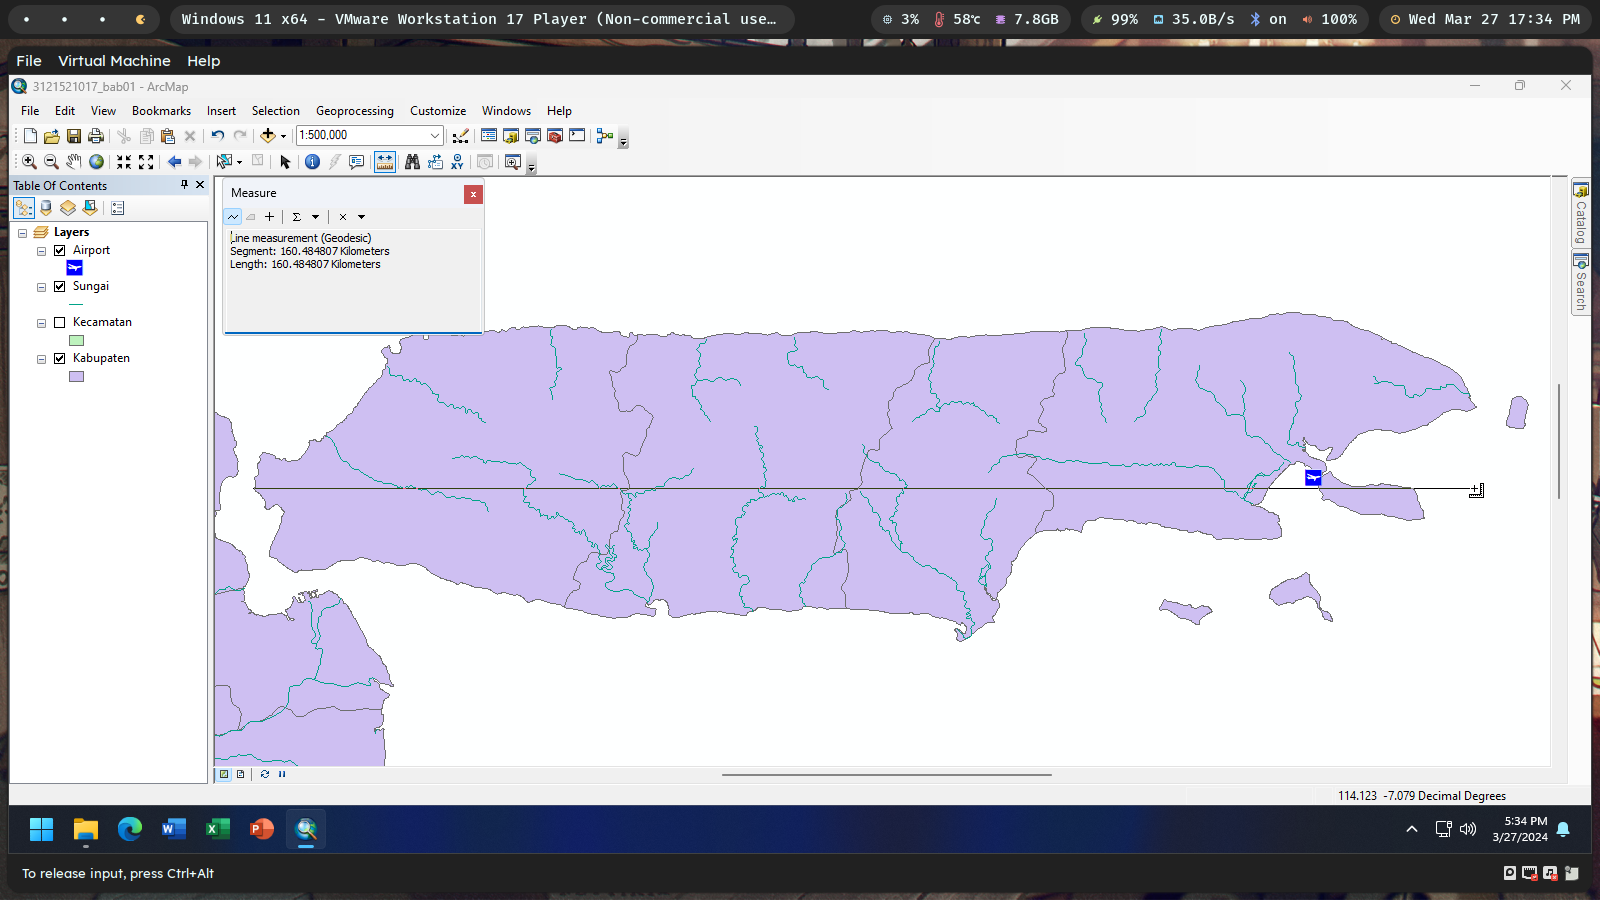 Windows 11 x64 - VMware Workstation 17 Player (Non-commercial use…
3%
58℃
7.8GB
99%
35.0B/s
on
100%
Wed Mar 27 17:34 PM
File Virtual Machine Help
3121521017_bab01 - ArcMap
File Edit View Bookmarks Insert Selection Geoprocessing Customize Windows Help
1:500,000
XY
Table Of Contents
Layers
Airport
Sungai
Kecamatan
Kabupaten
Measure
Line measurement (Geodesic)
Segment: 160.484807 Kilometers
Length: 160.484807 Kilometers
Catalog
Search
114.123 -7.079 Decimal Degrees
5:34 PM
3/27/2024
To release input, press Ctrl+Alt